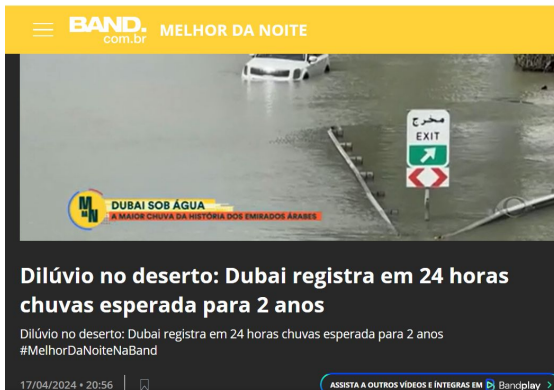 BAND.
com.br
MELHOR DA NOITE
مخرج
EXIT
DUBAI SOB ÁGUA
A MAIOR CHUVA DA HISTÓRIA DOS EMIRADOS ÁRABES
Dilúvio no deserto: Dubai registra em 24 horas
chuvas esperada para 2 anos
Dilúvio no deserto: Dubai registra em 24 horas chuvas esperada para 2 anos
#MelhorDaNoiteNaBand
17/04/2024 • 20:56
ASSISTA A OUTROS VÍDEOS E ÍNTEGRAS EM Bandplay